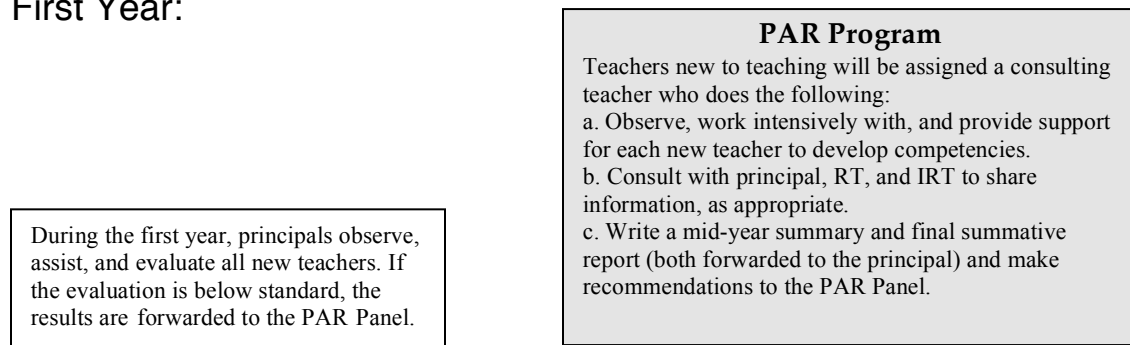 First Year:
PAR Program
Teachers new to teaching will be assigned a consulting
teacher who does the following:
a. Observe, work intensively with, and provide support
for each new teacher to develop competencies.
b. Consult with principal, RT, and IRT to share
information, as appropriate.
c. Write a mid-year summary and final summative
report (both forwarded to the principal) and make
recommendations to the PAR Panel.
During the first year, principals observe,
assist, and evaluate all new teachers. If
the evaluation is below standard, the
results are forwarded to the PAR Panel.